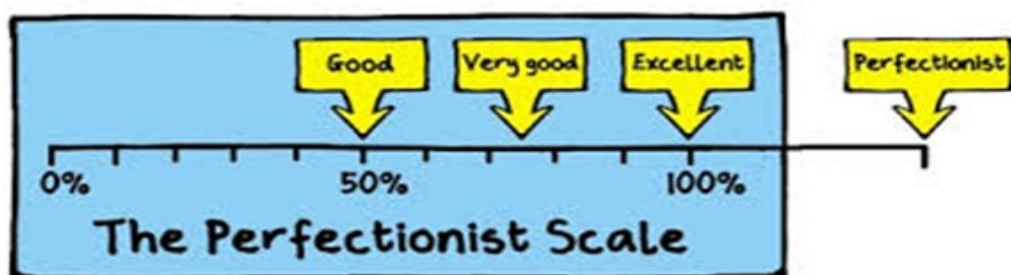 Good Very good Excellent Perfectionist
0% 50% 100%
The Perfectionist Scale